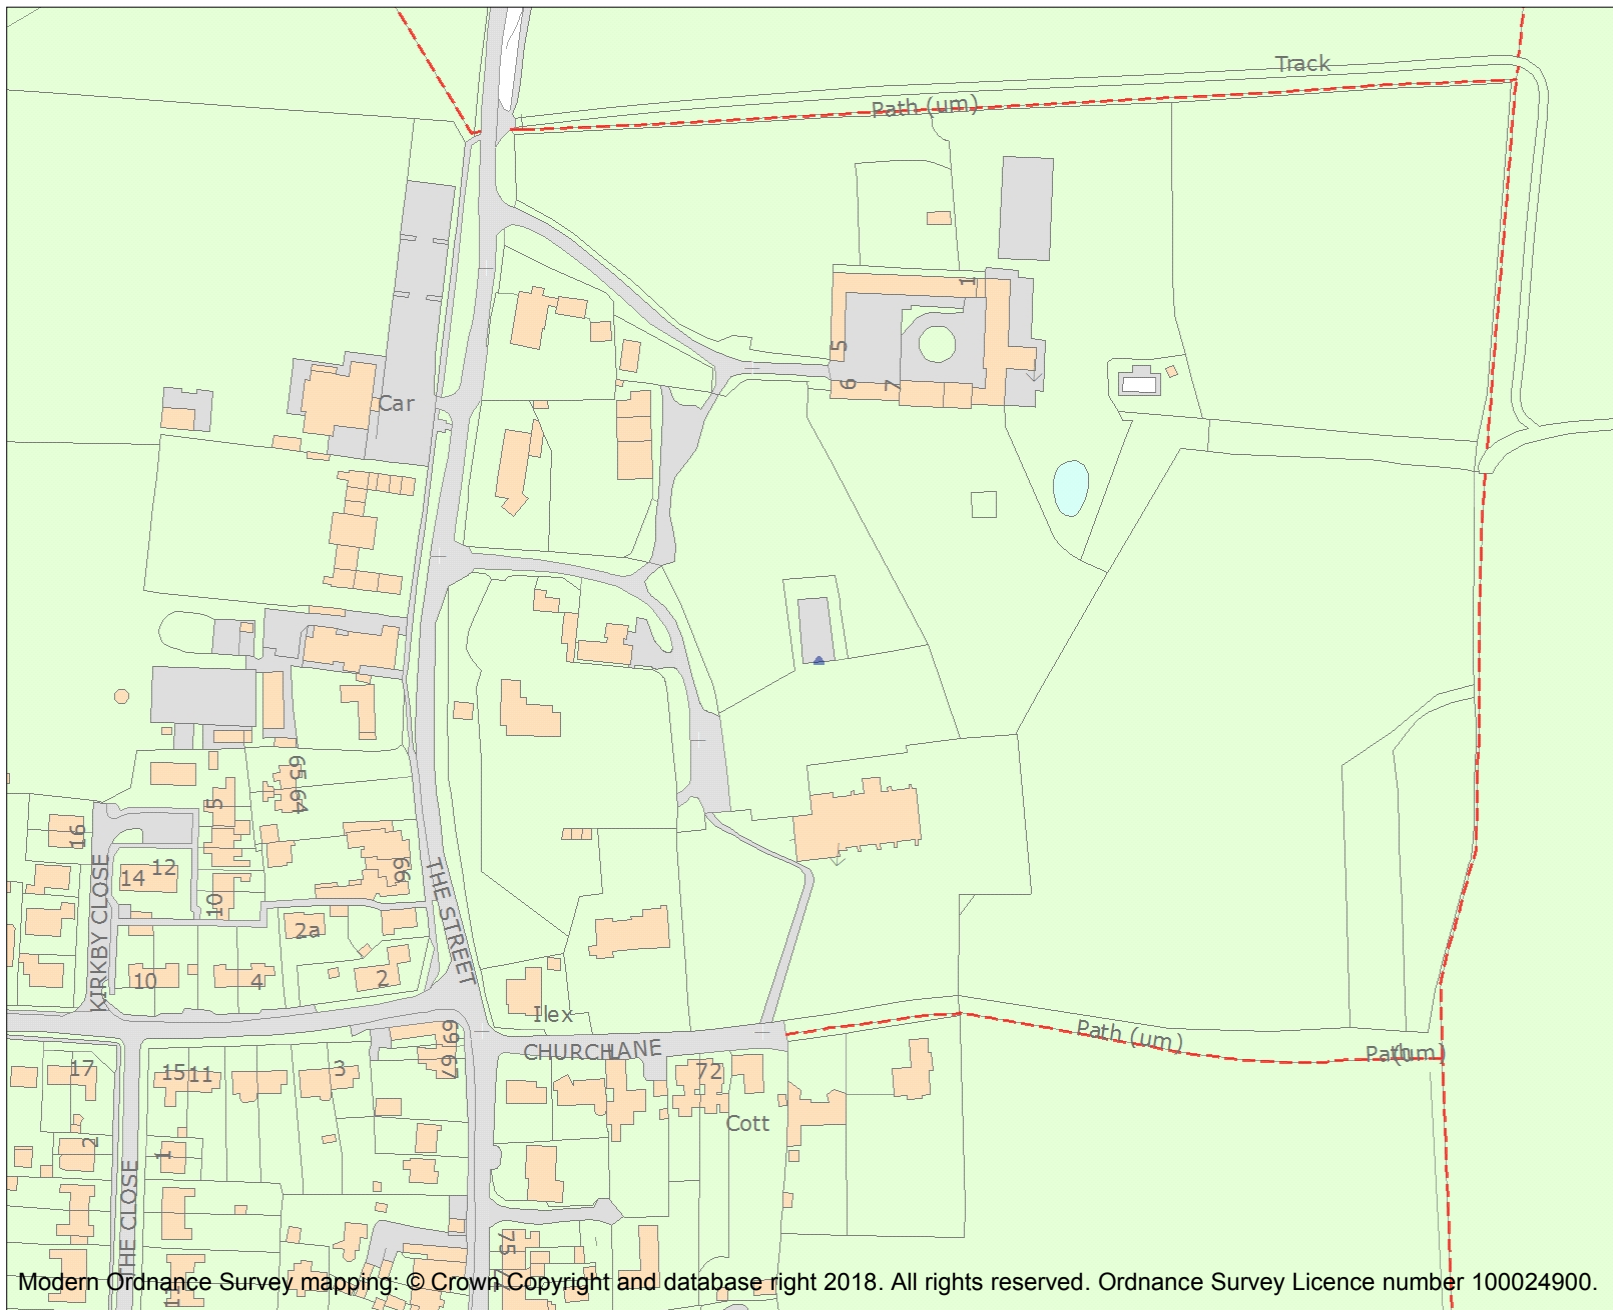 Track
Path (um)
1
5
6
7
Car
65
64
5
16
12
14
66
10
THE STREET
KIRKBY CLOSE
2a
10
4
2
Ilex
69
67
CHURCH LANE
Path (um)
Path (um)
17
15
11
3
72
Cott
2
1
THE CLOSE
75
Modern Ordnance Survey mapping: © Crown Copyright and database right 2018. All rights reserved. Ordnance Survey Licence number 100024900.